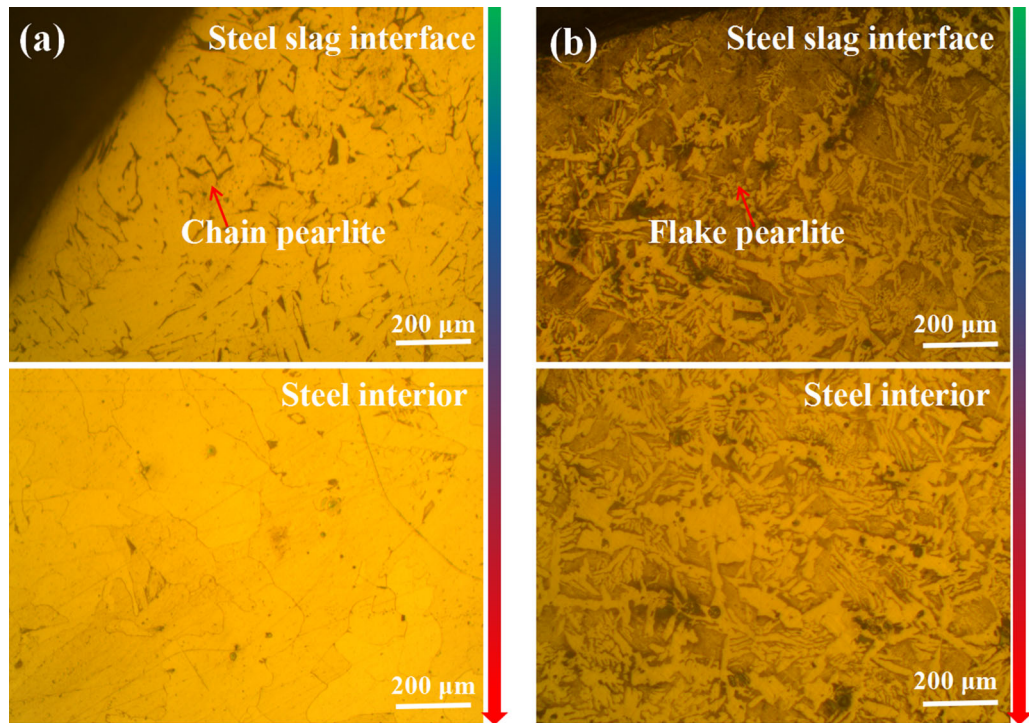 (a)
Steel slag interface
Chain pearlite
200 μm
Steel interior
200 μm
(b)
Steel slag interface
Flake pearlite
200 μm
Steel interior
200 μm